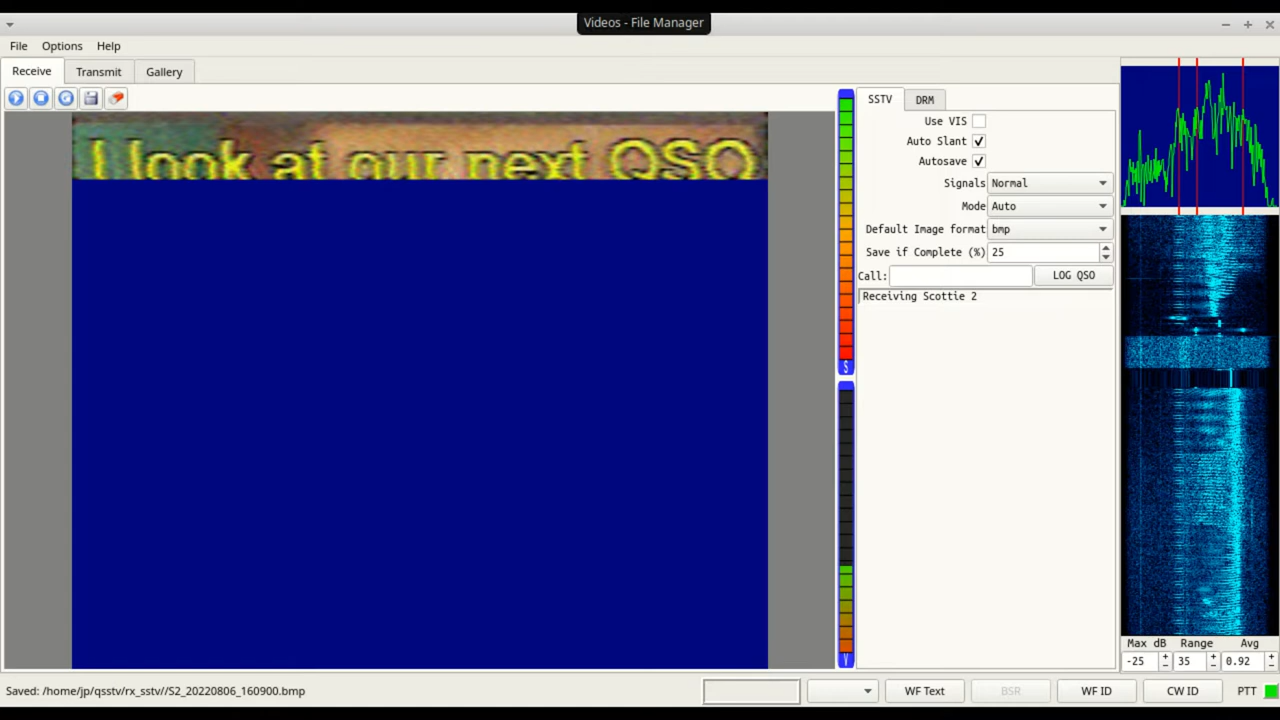 Videos - File Manager
File Options Help
Receive Transmit Gallery
Look at our next QSO
SSTV DRM
Use VIS
Auto Slant
Autosave
Signals Normal
Mode Auto
Default Image format bmp
Save if Complete (%) 25
Call: LOG QSO
Receiving Scottie 2
S
V
Max dB Range Avg
-25 35 0.92
Saved: /home/jp/qsstv/rx_sstv//S2_20220806_160900.bmp
WF Text BSR WF ID CW ID PTT